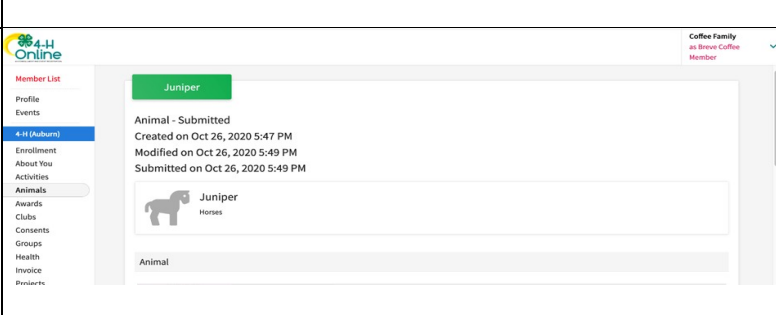 4-H
Online
Coffee Family
as Breve Coffee
Member
Member List
Profile
Events
4-H (Auburn)
Enrollment
About You
Activities
Animals
Awards
Clubs
Consents
Groups
Health
Invoice
Projects
Juniper
Animal - Submitted
Created on Oct 26, 2020 5:47 PM
Modified on Oct 26, 2020 5:49 PM
Submitted on Oct 26, 2020 5:49 PM
Juniper
Horses
Animal